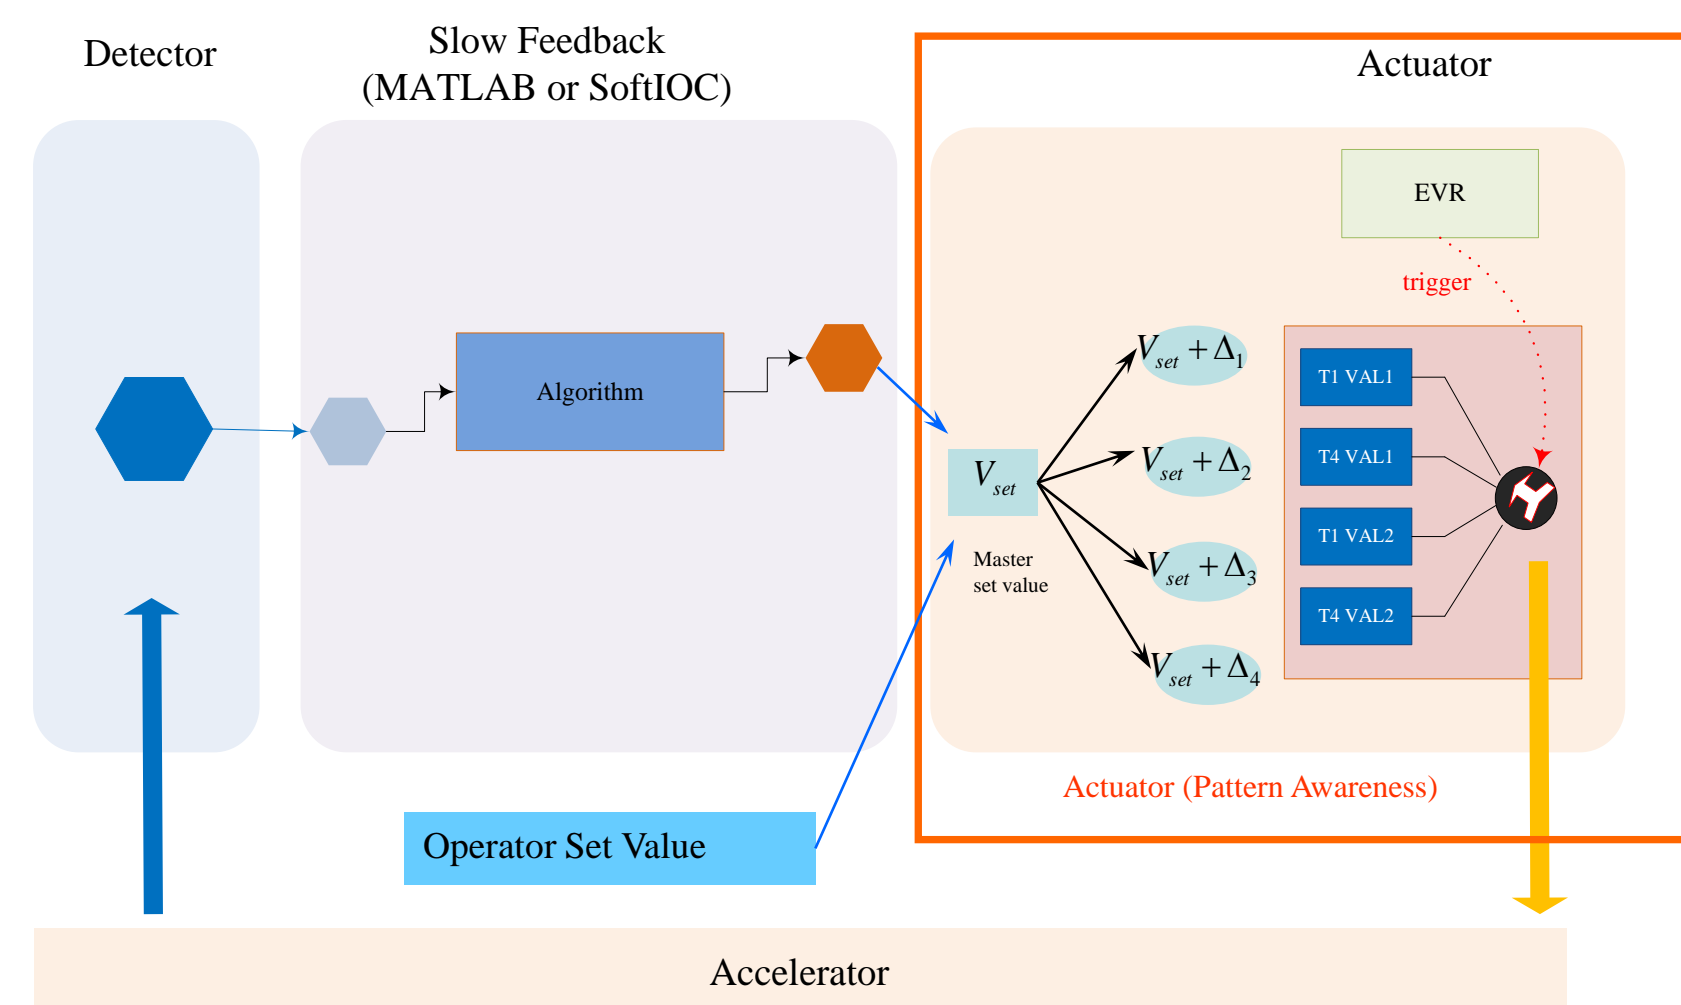 Detector
Slow Feedback
(MATLAB or SoftIOC)
Actuator
EVR
trigger
Algorithm
V_set
Master
set value
V_set + Δ_1
V_set + Δ_2
V_set + Δ_3
V_set + Δ_4
T1 VAL1
T4 VAL1
T1 VAL2
T4 VAL2
Actuator (Pattern Awareness)
Operator Set Value
Accelerator